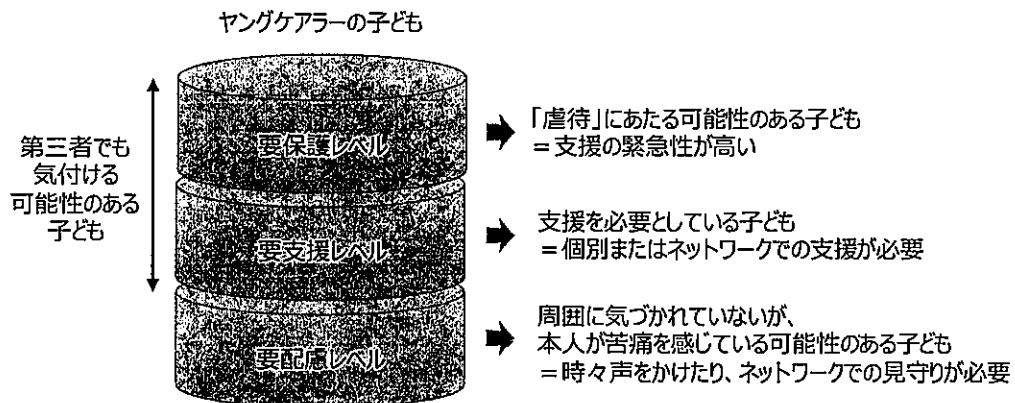 ヤングケアラーの子ども
第三者でも
気付ける
可能性のある
子ども
要保護レベル
「虐待」にあたる可能性のある子ども
＝支援の緊急性が高い
要支援レベル
支援を必要としている子ども
＝個別またはネットワークでの支援が必要
要配慮レベル
周囲に気づかれていないが、
本人が苦痛を感じている可能性のある子ども
＝時々声をかけたり、ネットワークでの見守りが必要